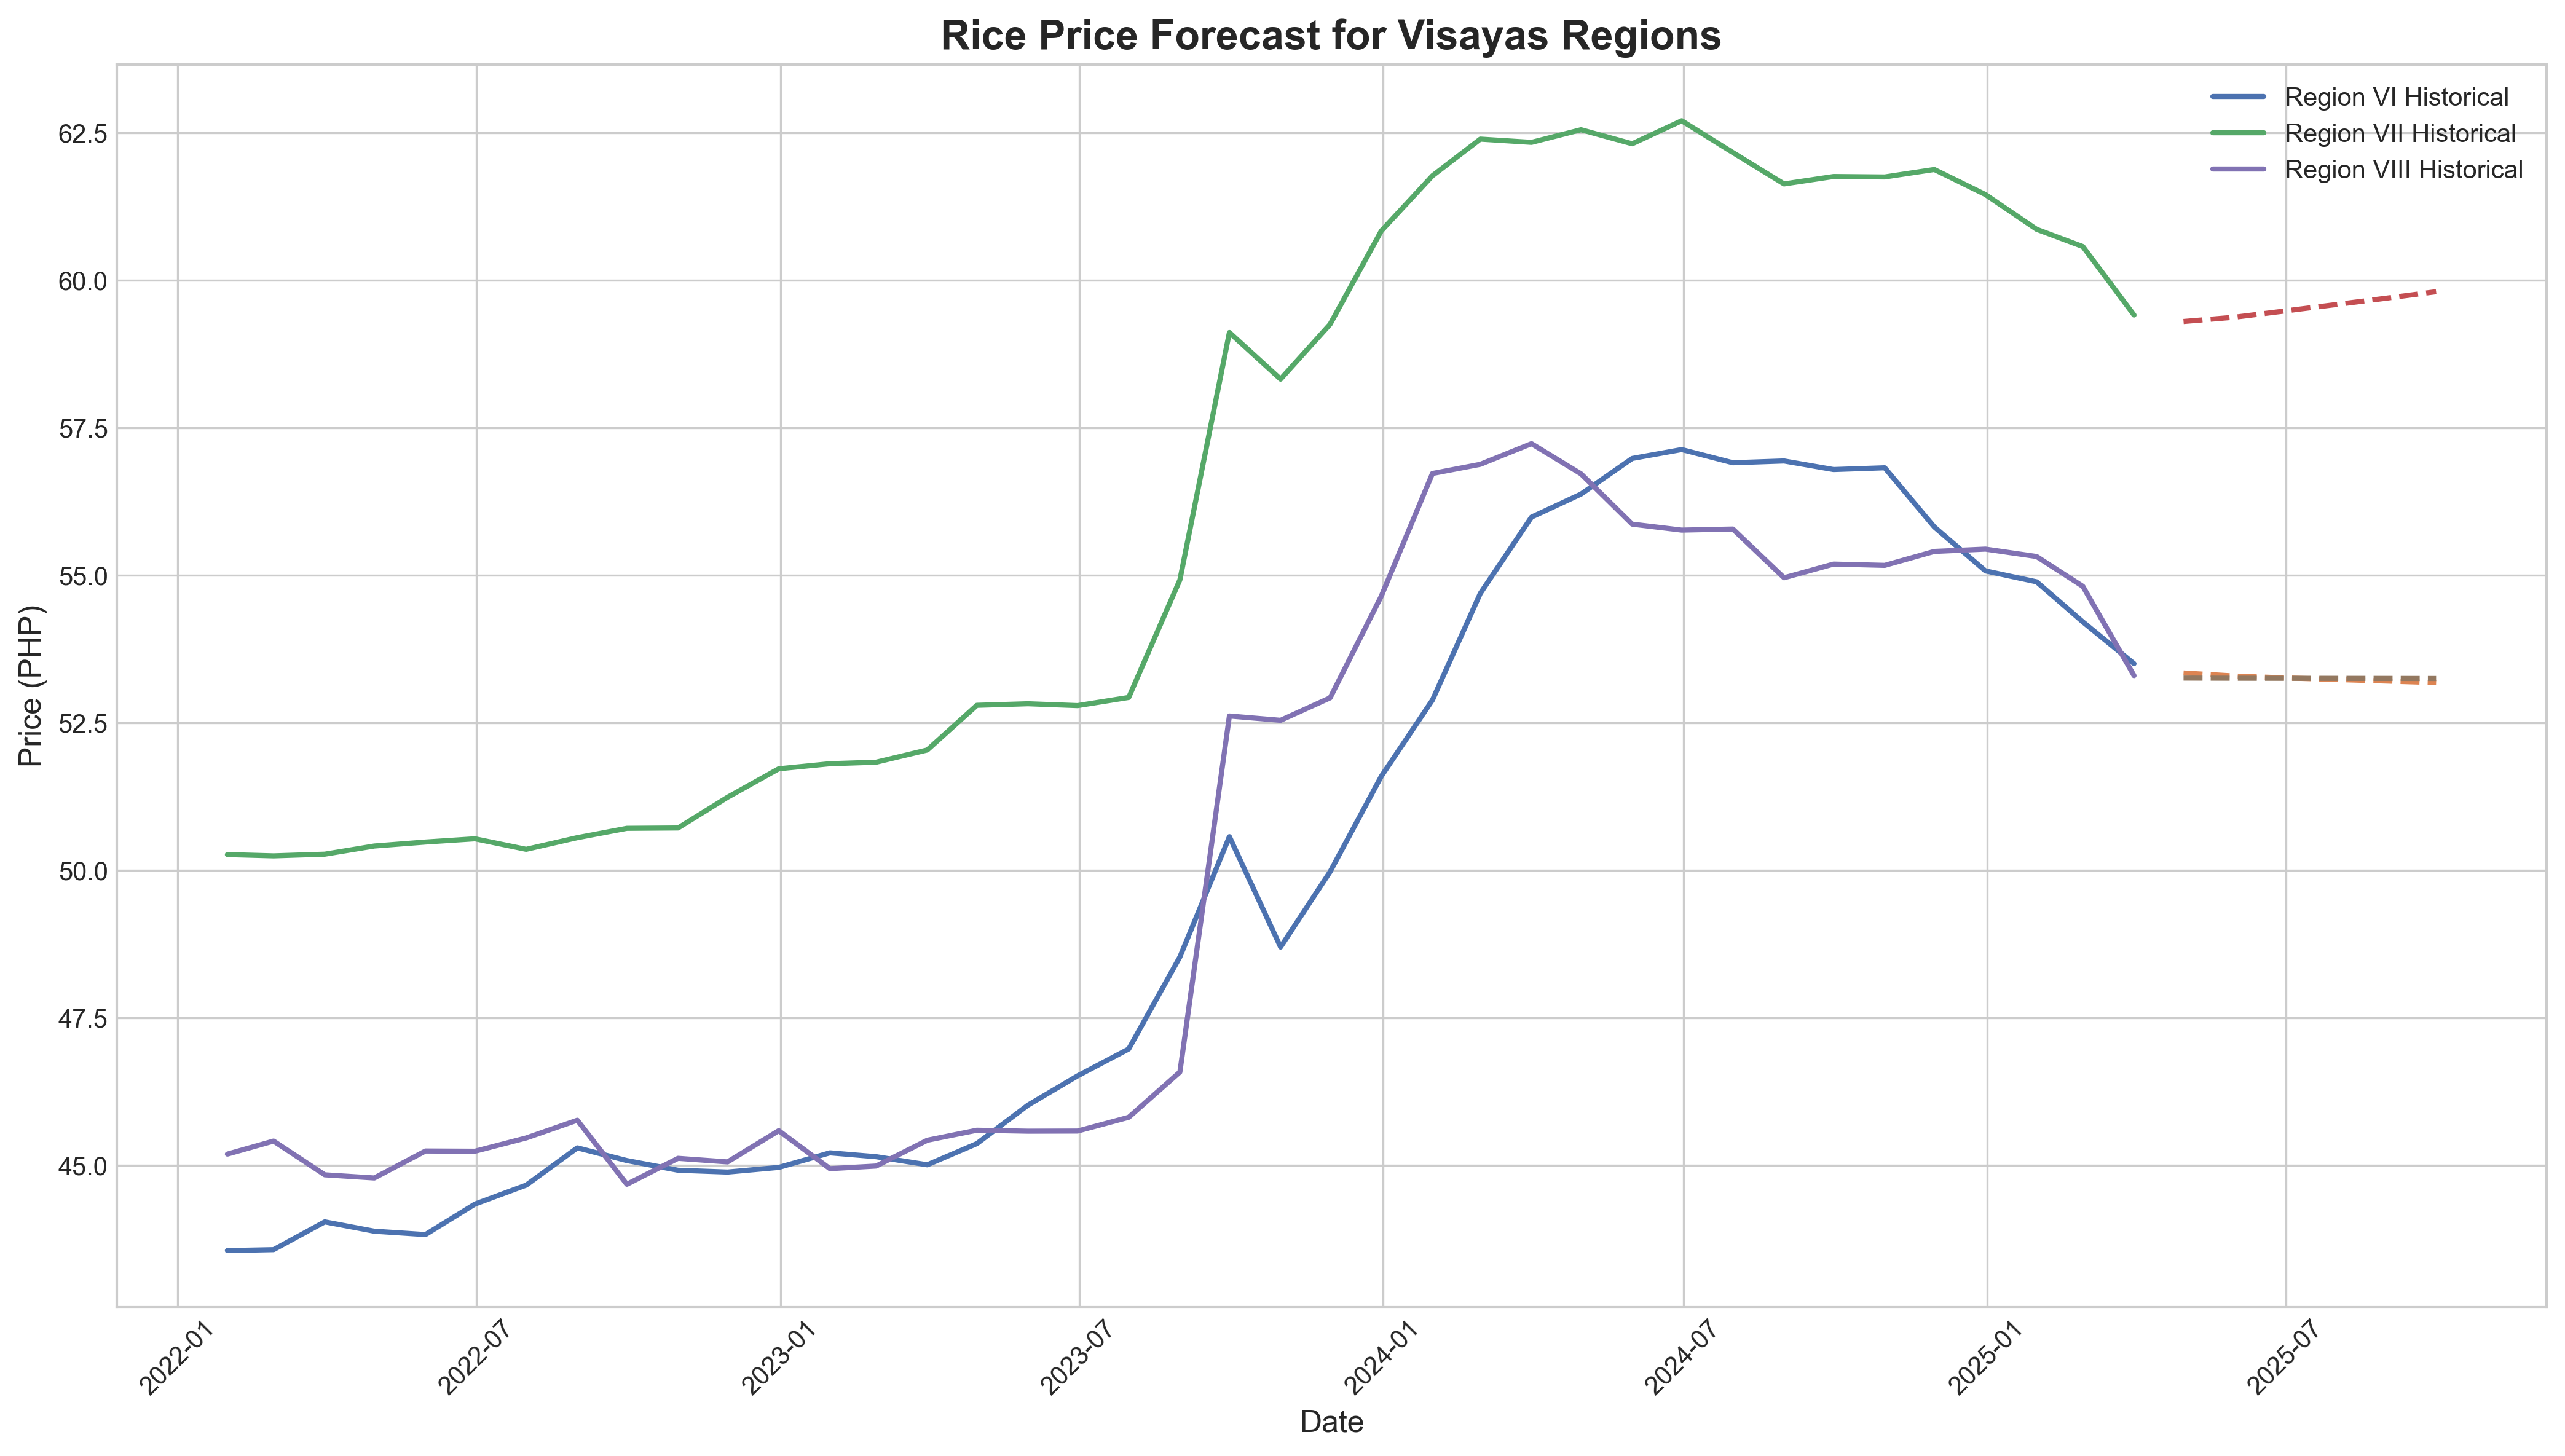 Rice Price Forecast for Visayas Regions
Region VI Historical
Region VII Historical
Region VIII Historical
Price (PHP)
62.5
60.0
57.5
55.0
52.5
50.0
47.5
45.0
2022-01
2022-07
2023-01
2023-07
2024-01
2024-07
2025-01
2025-07
Date